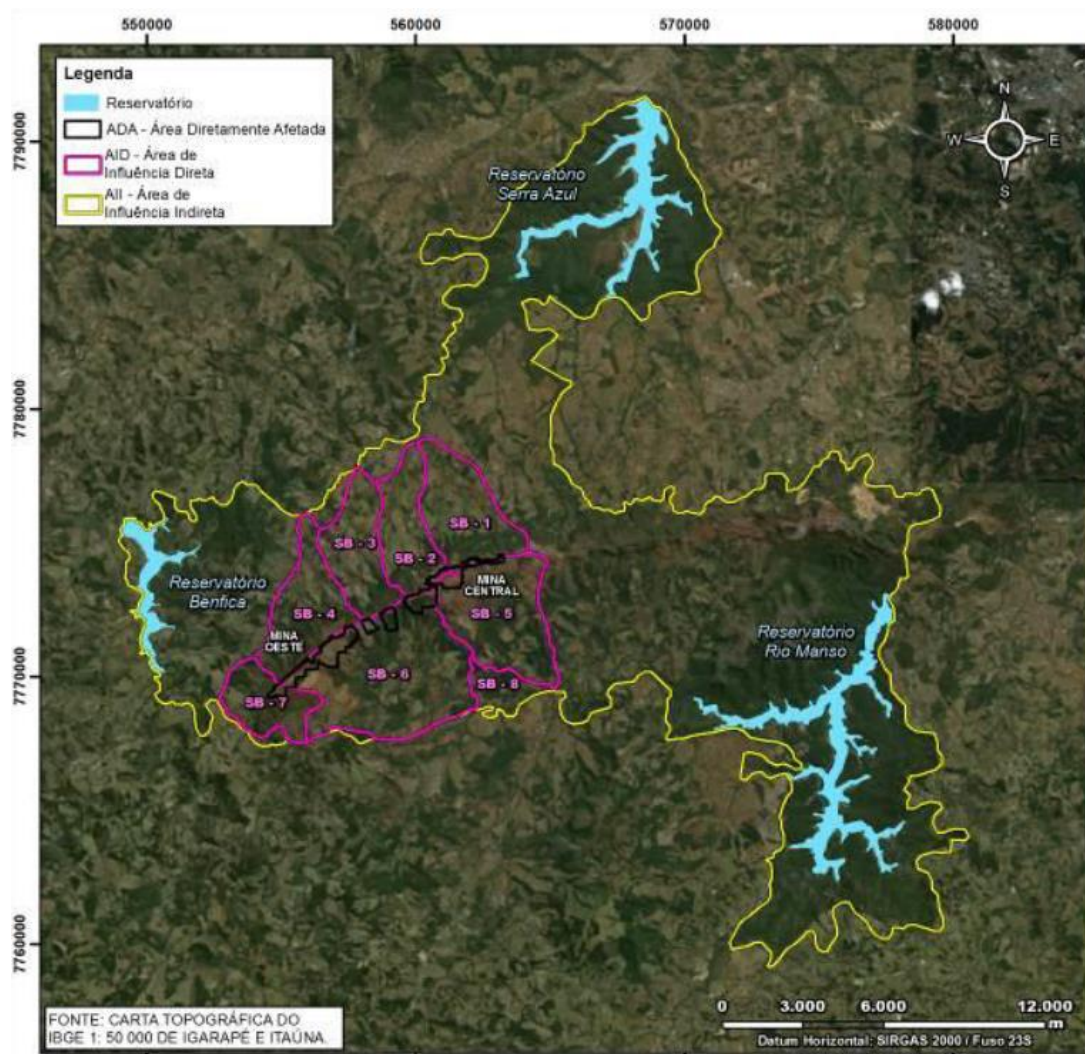 550000
560000
570000
580000
Legenda
Reservatório
ADA - Área Diretamente Afetada
AID - Área de
Influência Direta
AII - Área de
Influência Indireta
N
W
E
S
7790000
7780000
7770000
7760000
Reservatório
Serra Azul
SB - 1
SB - 3
SB - 2
MINA
CENTRAL
Reservatório
Benfica
SB - 4
SB - 5
MINA
OESTE
Reservatório
Rio Manso
SB - 6
SB - 8
SB - 7
FONTE: CARTA TOPOGRÁFICA DO
IBGE 1: 50 000 DE IGARAPÉ E ITAÚNA.
0 3.000 6.000 12.000
m
Datum Horizontal: SIRGAS 2000 / Fuso 23S